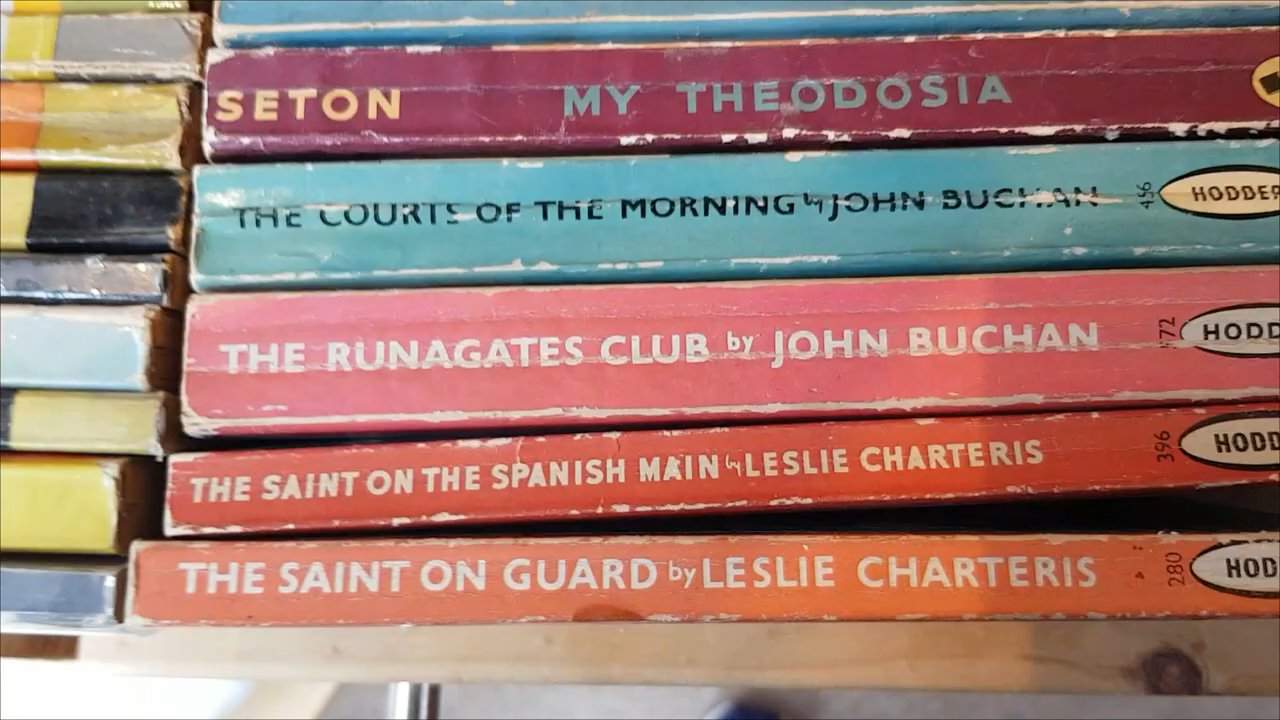 SETON MY THEODOSIA
THE COURTS OF THE MORNING by JOHN BUCHAN 456 HODDER
THE RUNAGATES CLUB by JOHN BUCHAN 72 HODD
THE SAINT ON THE SPANISH MAIN by LESLIE CHARTERIS 396 HODD
THE SAINT ON GUARD by LESLIE CHARTERIS 280 HOD